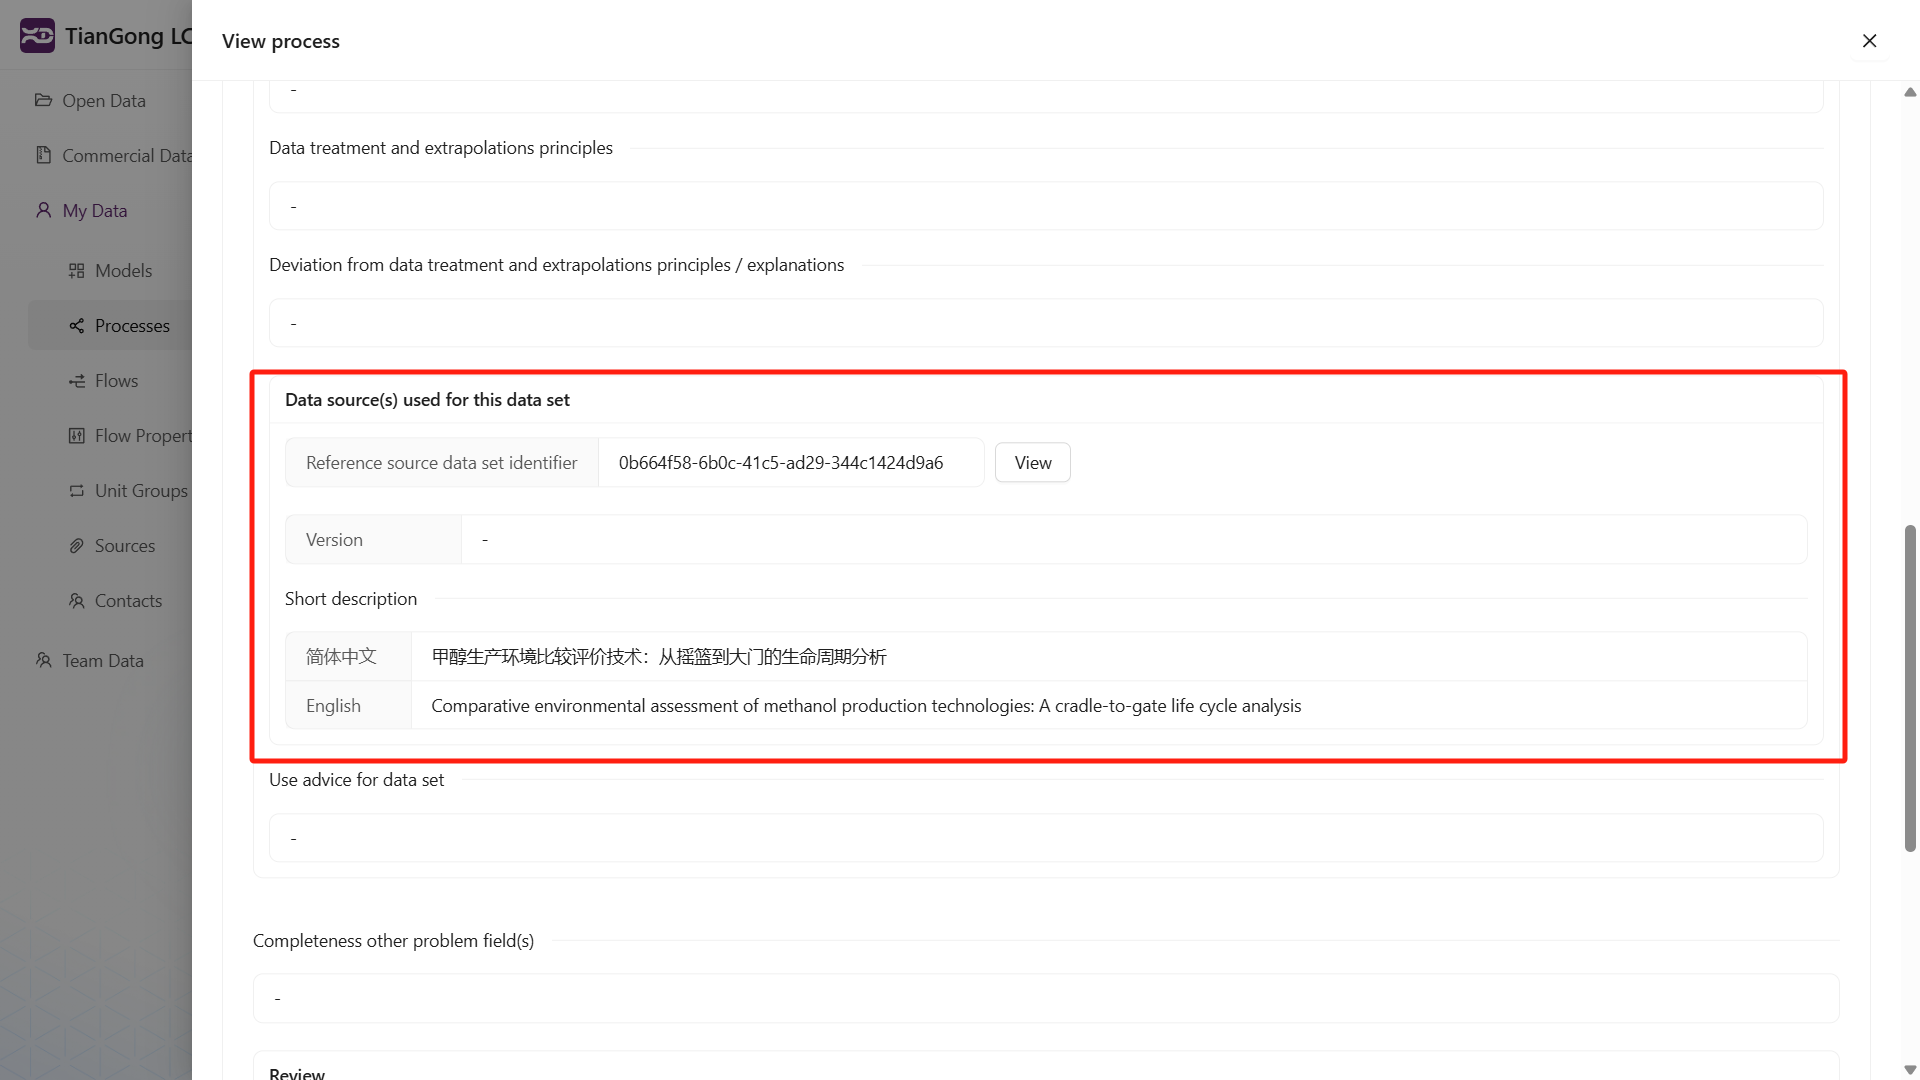 TianGong LC
View process
Open Data
Commercial Data
My Data
Models
Processes
Flows
Flow Propert
Unit Groups
Sources
Contacts
Team Data
-
Data treatment and extrapolations principles
-
Deviation from data treatment and extrapolations principles / explanations
-
Data source(s) used for this data set
Reference source data set identifier
0b664f58-6b0c-41c5-ad29-344c1424d9a6
View
Version
-
Short description
简体中文
甲醇生产环境比较评价技术：从摇篮到大门的生命周期分析
English
Comparative environmental assessment of methanol production technologies: A cradle-to-gate life cycle analysis
Use advice for data set
-
Completeness other problem field(s)
-
Review